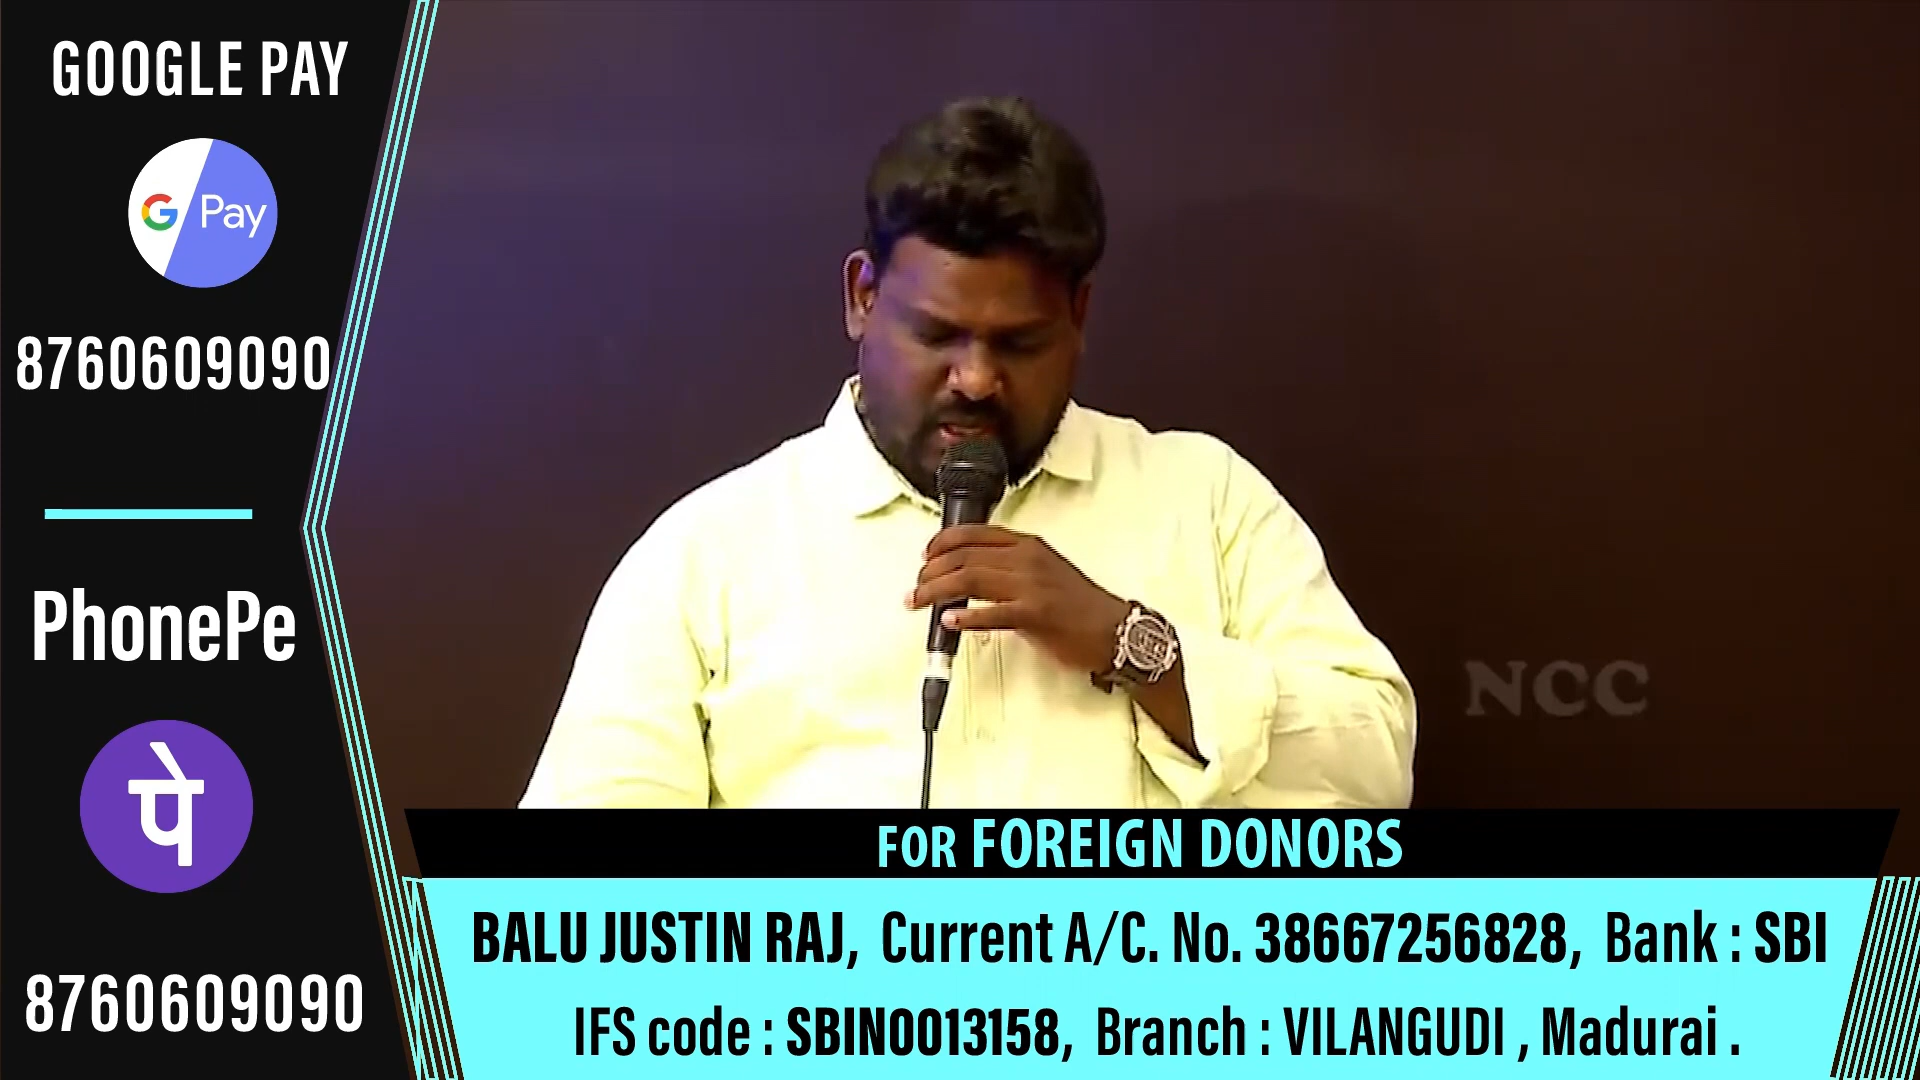 GOOGLE PAY
G Pay
8760609090
PhonePe
पे
8760609090
NCC
FOR FOREIGN DONORS
BALU JUSTIN RAJ, Current A/C. No. 38667256828, Bank : SBI
IFS code : SBIN0013158, Branch : VILANGUDI , Madurai .